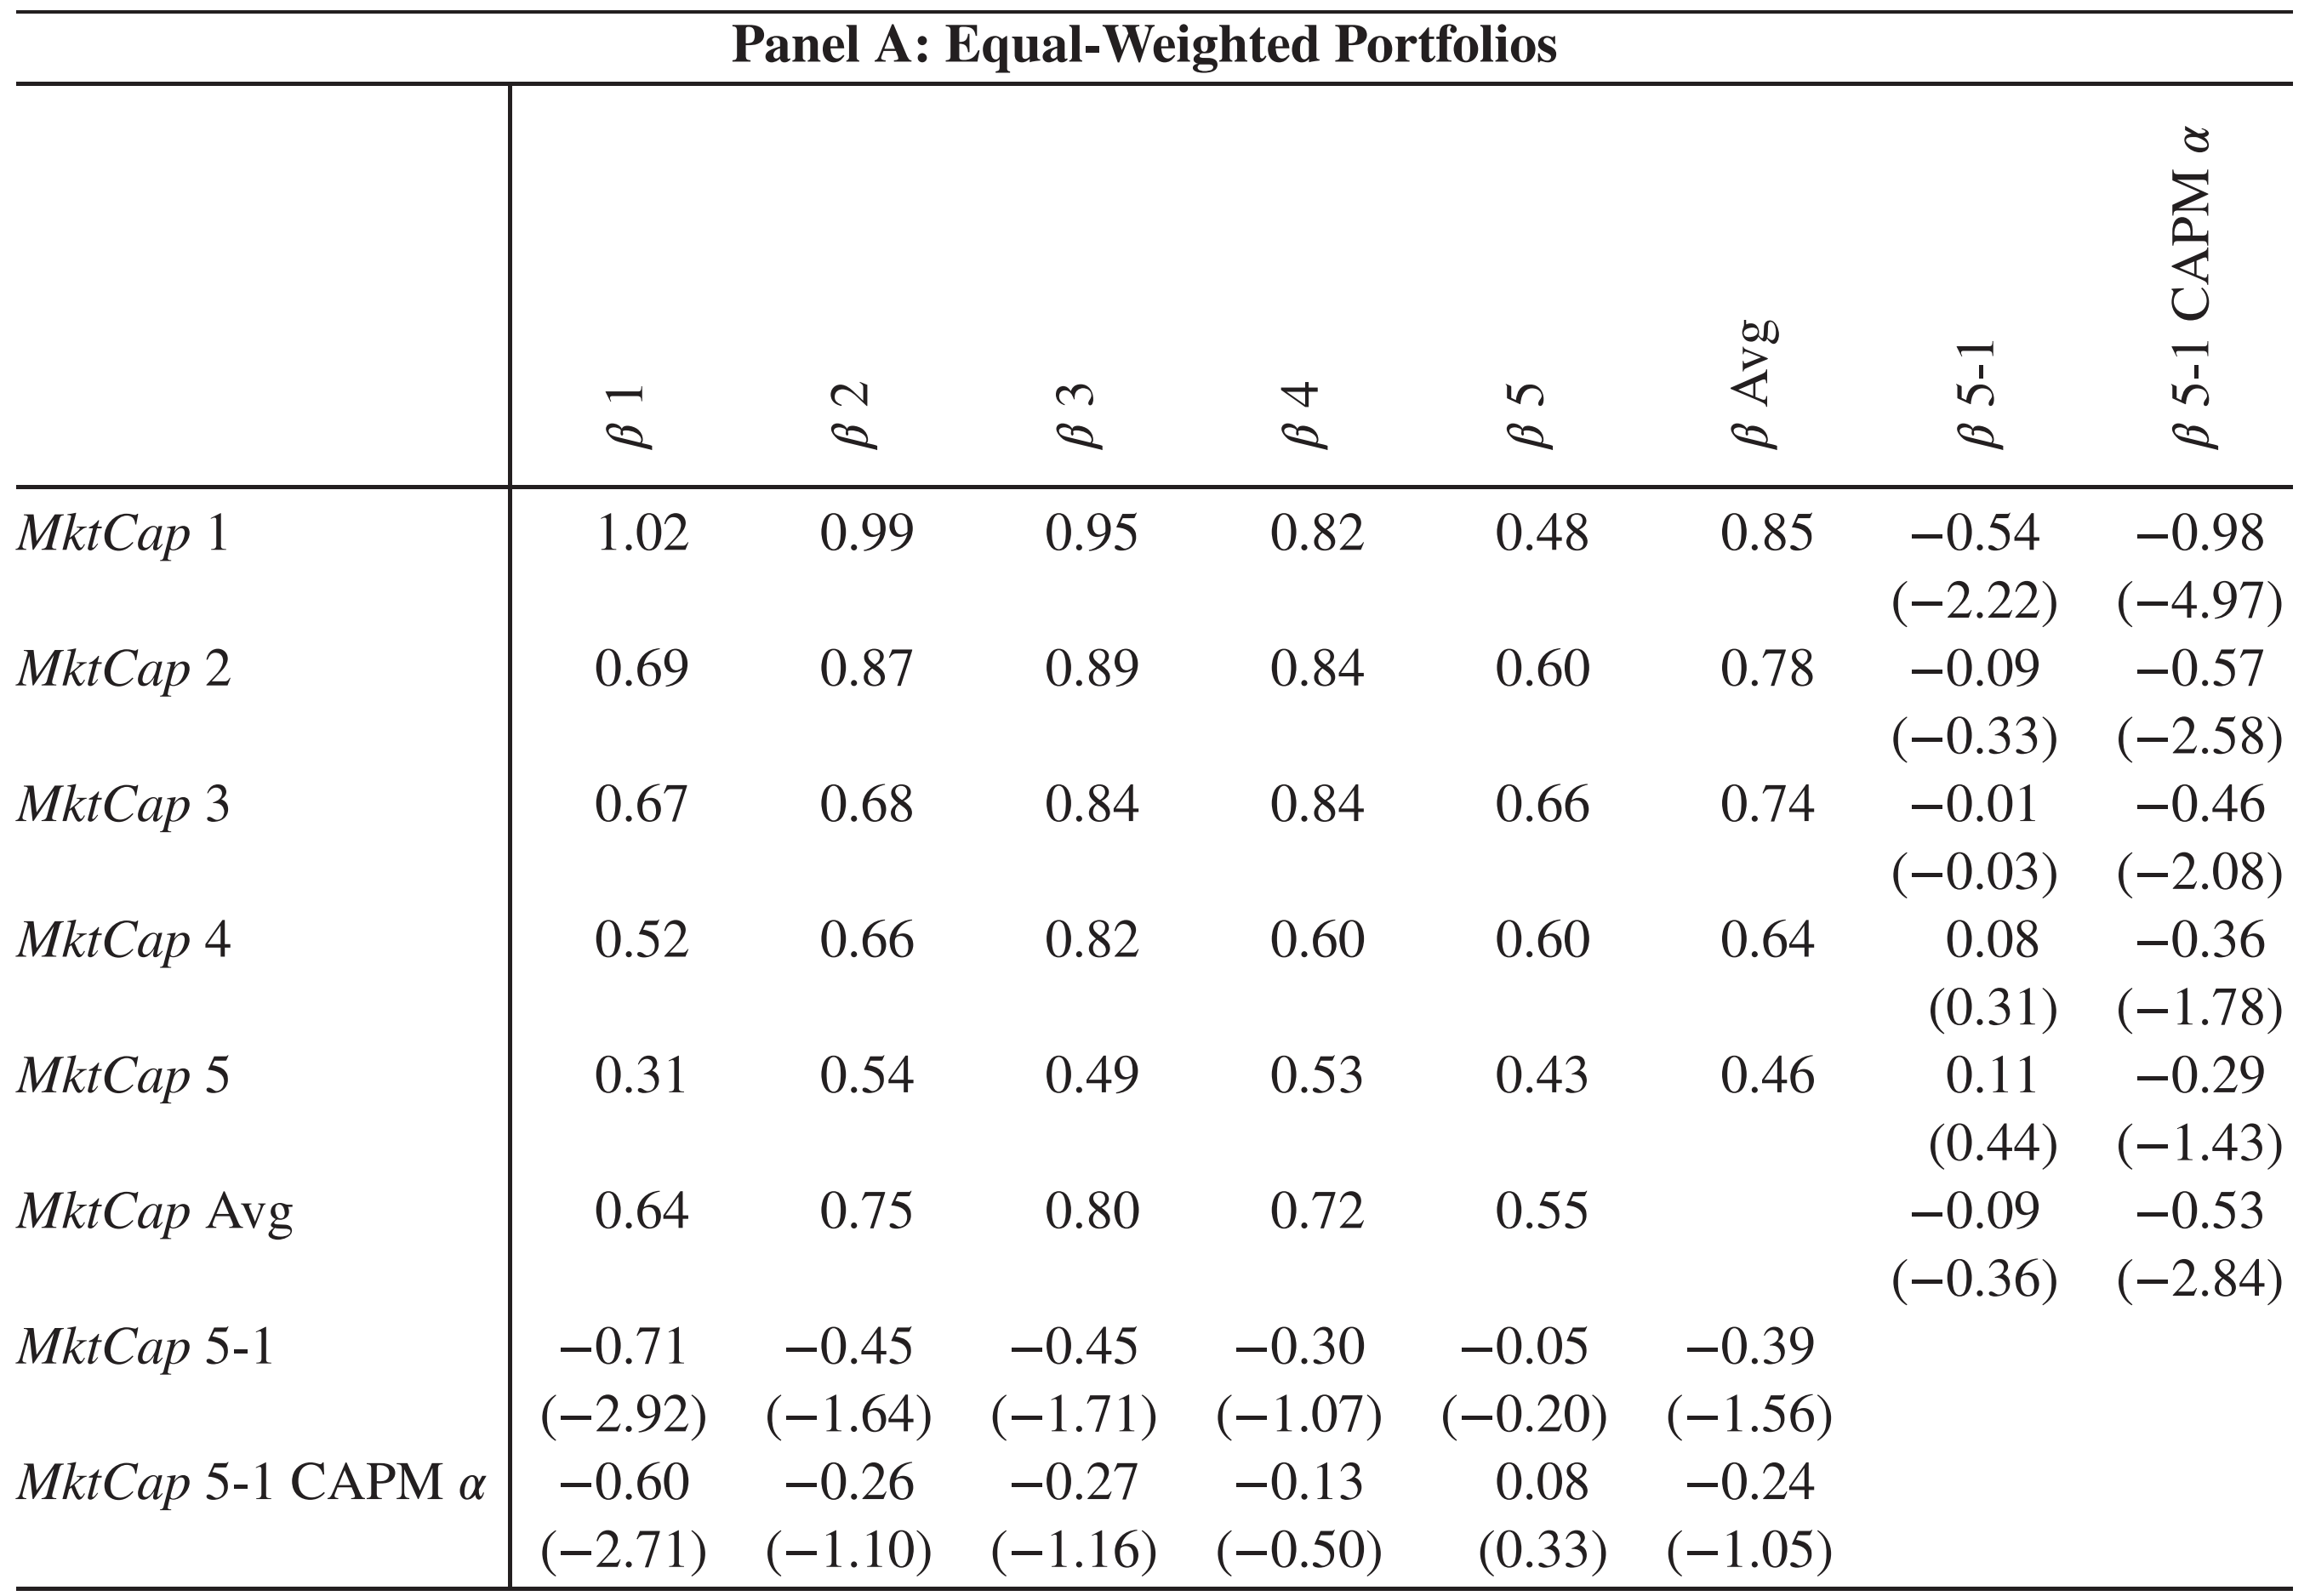 Panel A: Equal-Weighted Portfolios
β 1 β 2 β 3 β 4 β 5 β Avg β 5-1 β 5-1 CAPM α
MktCap 1 1.02 0.99 0.95 0.82 0.48 0.85 −0.54 −0.98
(−2.22) (−4.97)
MktCap 2 0.69 0.87 0.89 0.84 0.60 0.78 −0.09 −0.57
(−0.33) (−2.58)
MktCap 3 0.67 0.68 0.84 0.84 0.66 0.74 −0.01 −0.46
(−0.03) (−2.08)
MktCap 4 0.52 0.66 0.82 0.60 0.60 0.64 0.08 −0.36
(0.31) (−1.78)
MktCap 5 0.31 0.54 0.49 0.53 0.43 0.46 0.11 −0.29
(0.44) (−1.43)
MktCap Avg 0.64 0.75 0.80 0.72 0.55 −0.09 −0.53
(−0.36) (−2.84)
MktCap 5-1 −0.71 −0.45 −0.45 −0.30 −0.05 −0.39
(−2.92) (−1.64) (−1.71) (−1.07) (−0.20) (−1.56)
MktCap 5-1 CAPM α −0.60 −0.26 −0.27 −0.13 0.08 −0.24
(−2.71) (−1.10) (−1.16) (−0.50) (0.33) (−1.05)